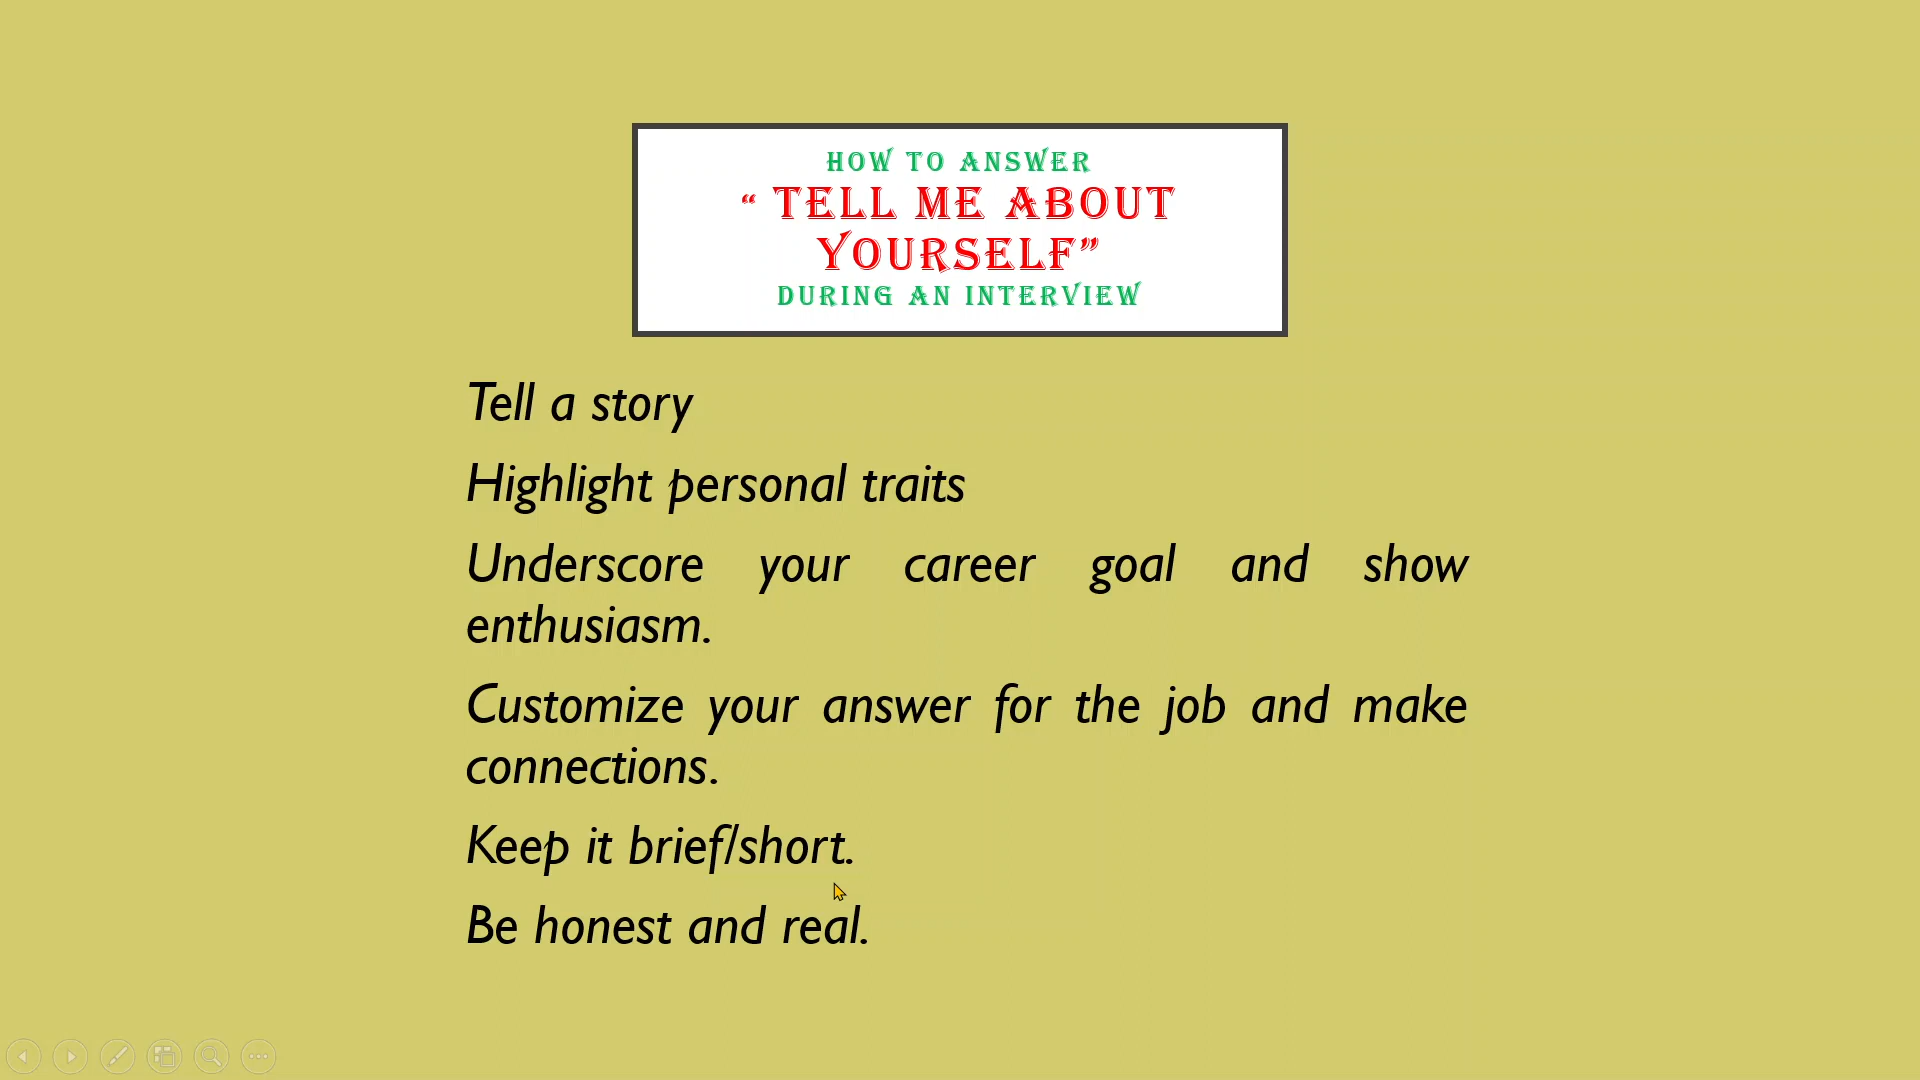 HOW TO ANSWER
“ TELL ME ABOUT
YOURSELF”
DURING AN INTERVIEW
Tell a story
Highlight personal traits
Underscore your career goal and show
enthusiasm.
Customize your answer for the job and make
connections.
Keep it brief/short.
Be honest and real.